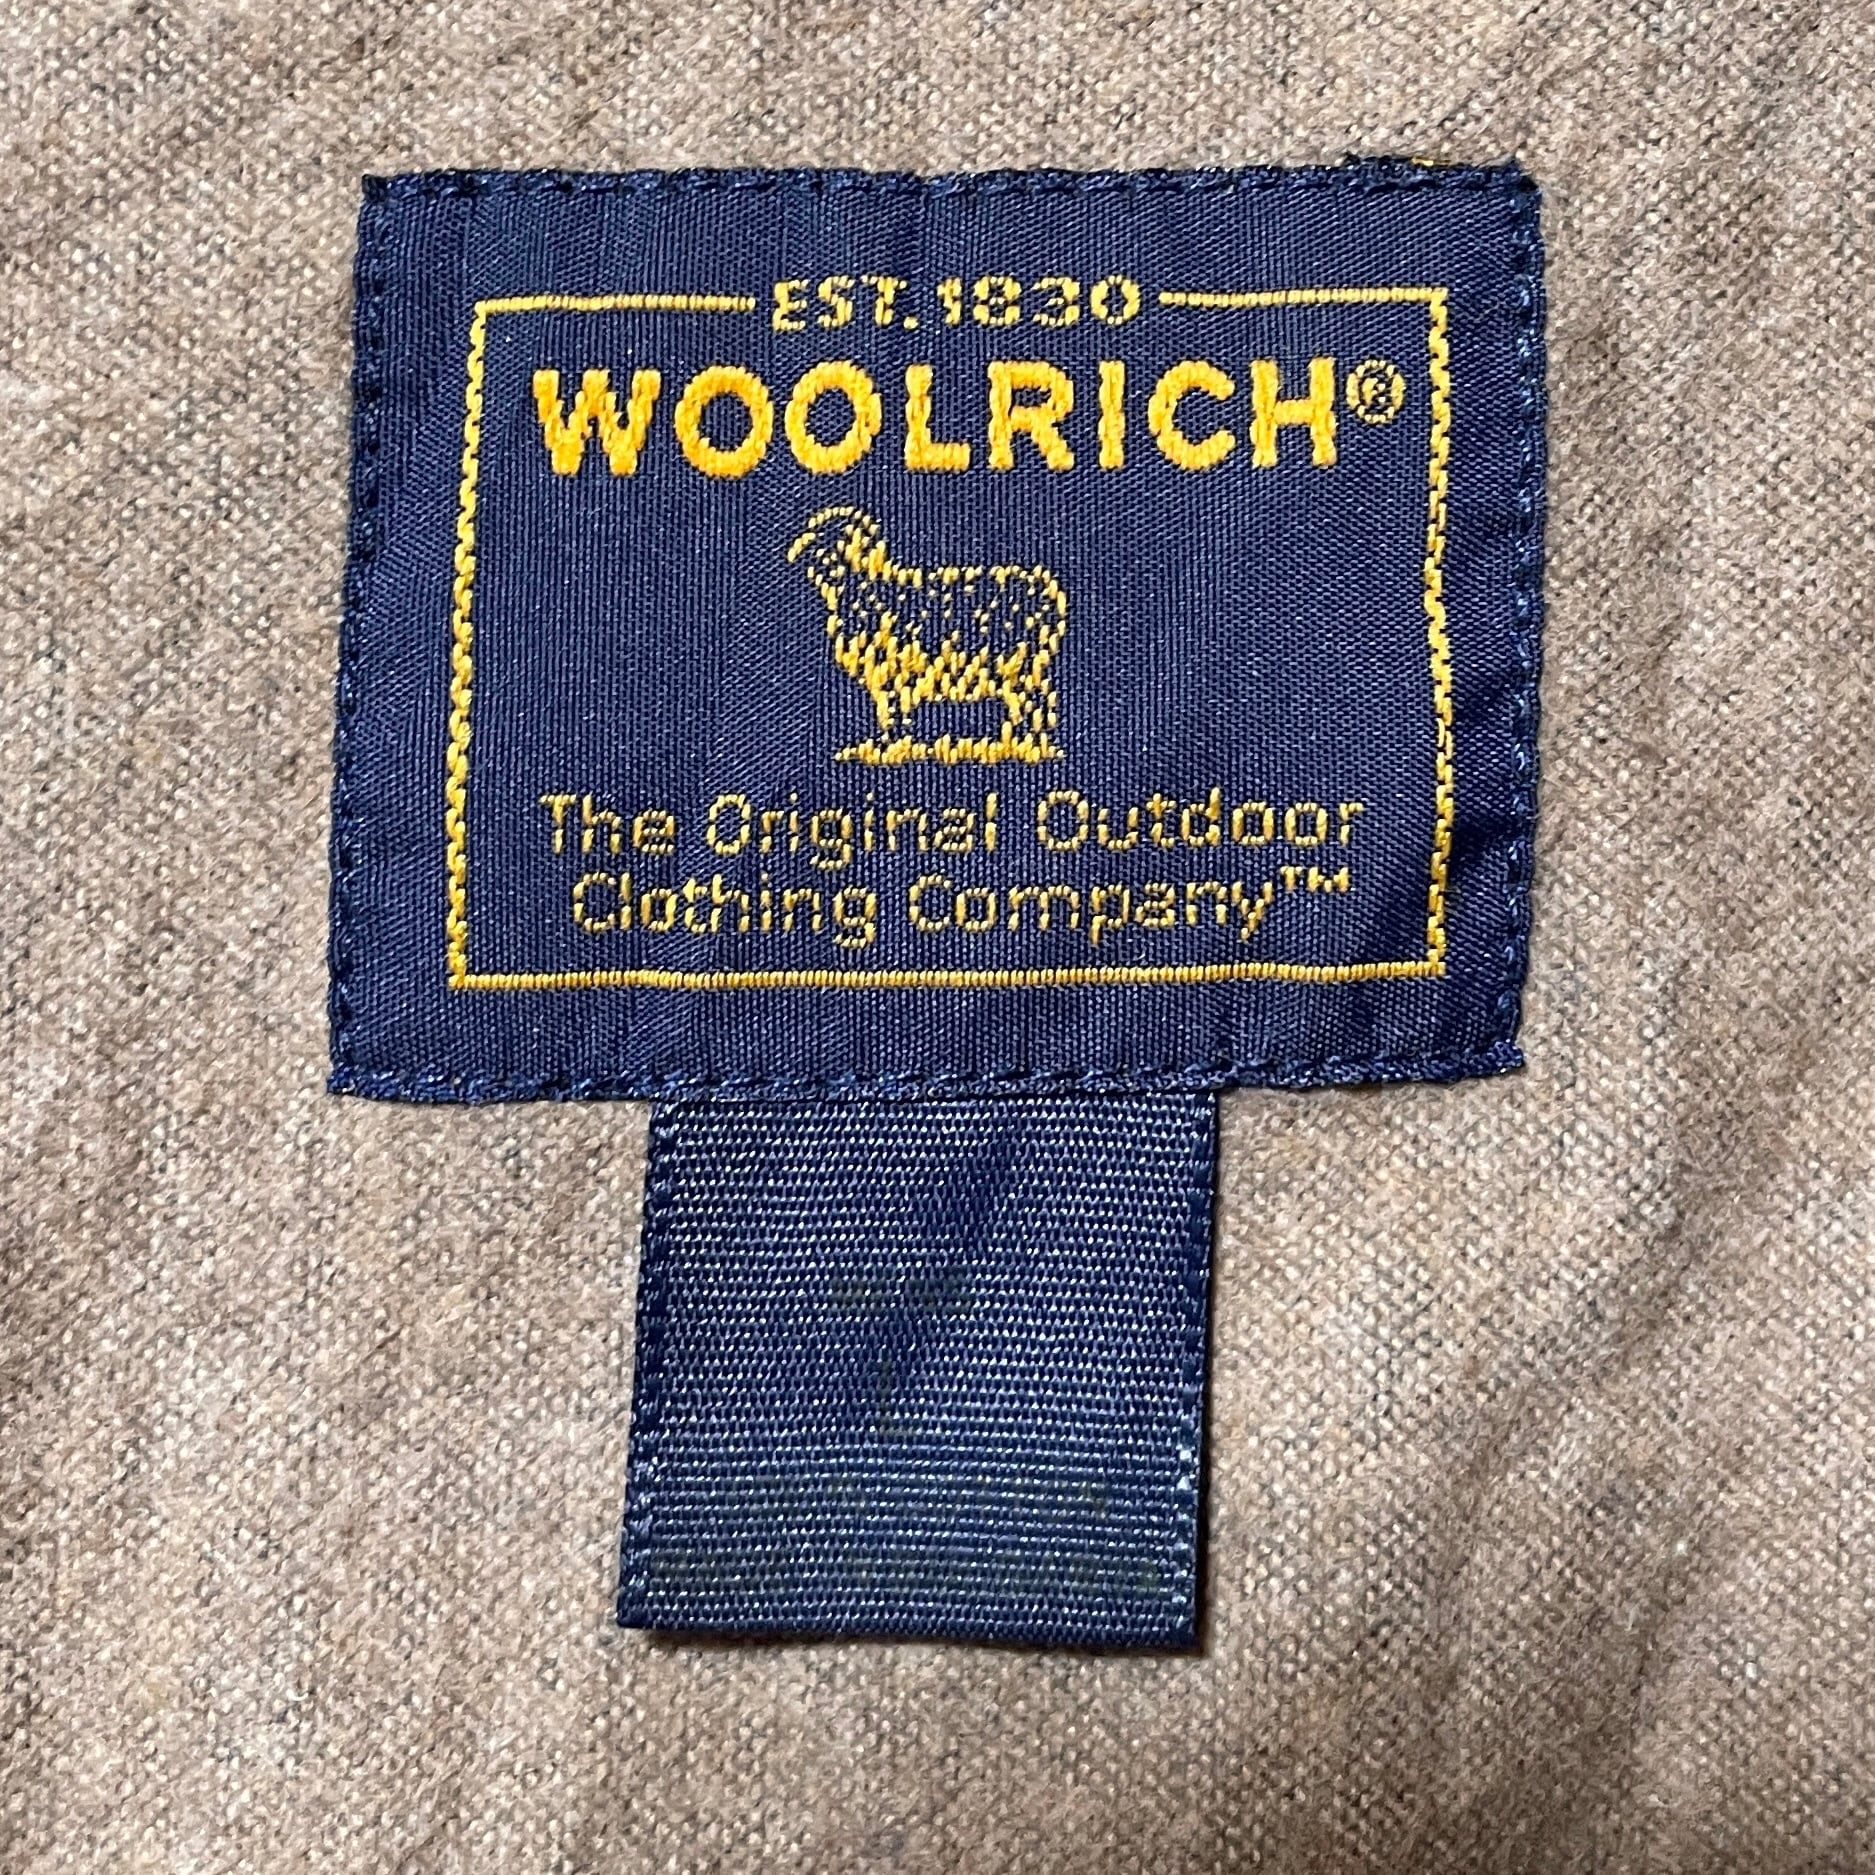 EST. 1830
WOOLRICH®
The Original Outdoor
Clothing Company™
L